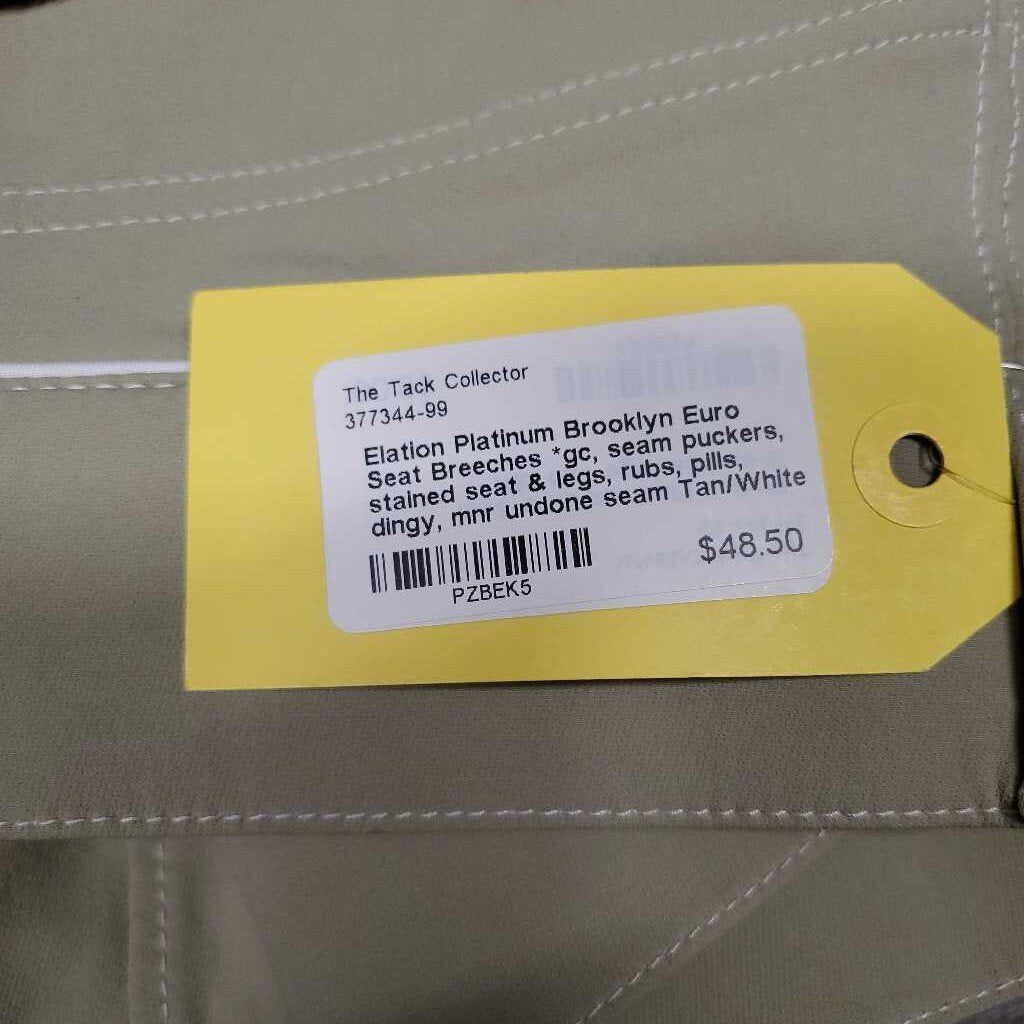 The Tack Collector
377344-99
Elation Platinum Brooklyn Euro
Seat Breeches *gc, seam puckers,
stained seat & legs, rubs, pills,
dingy, mnr undone seam Tan/White
$48.50
PZBEK5